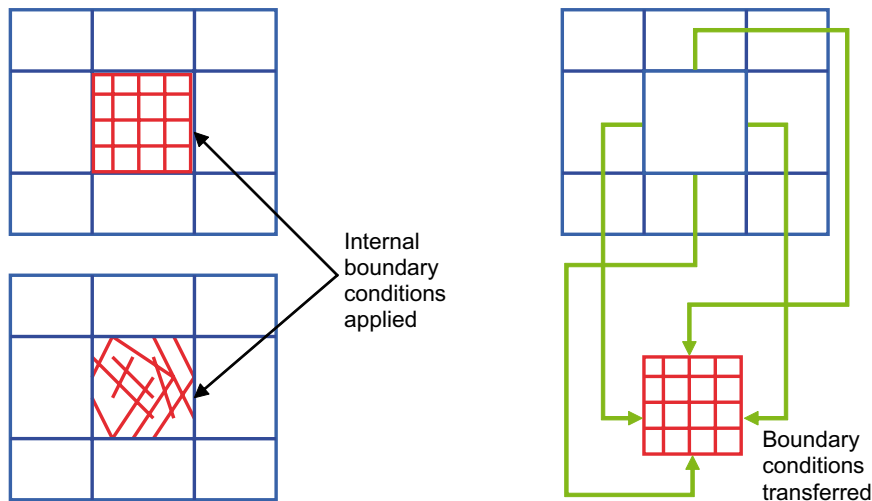 Internal
boundary
conditions
applied
Boundary
conditions
transferred